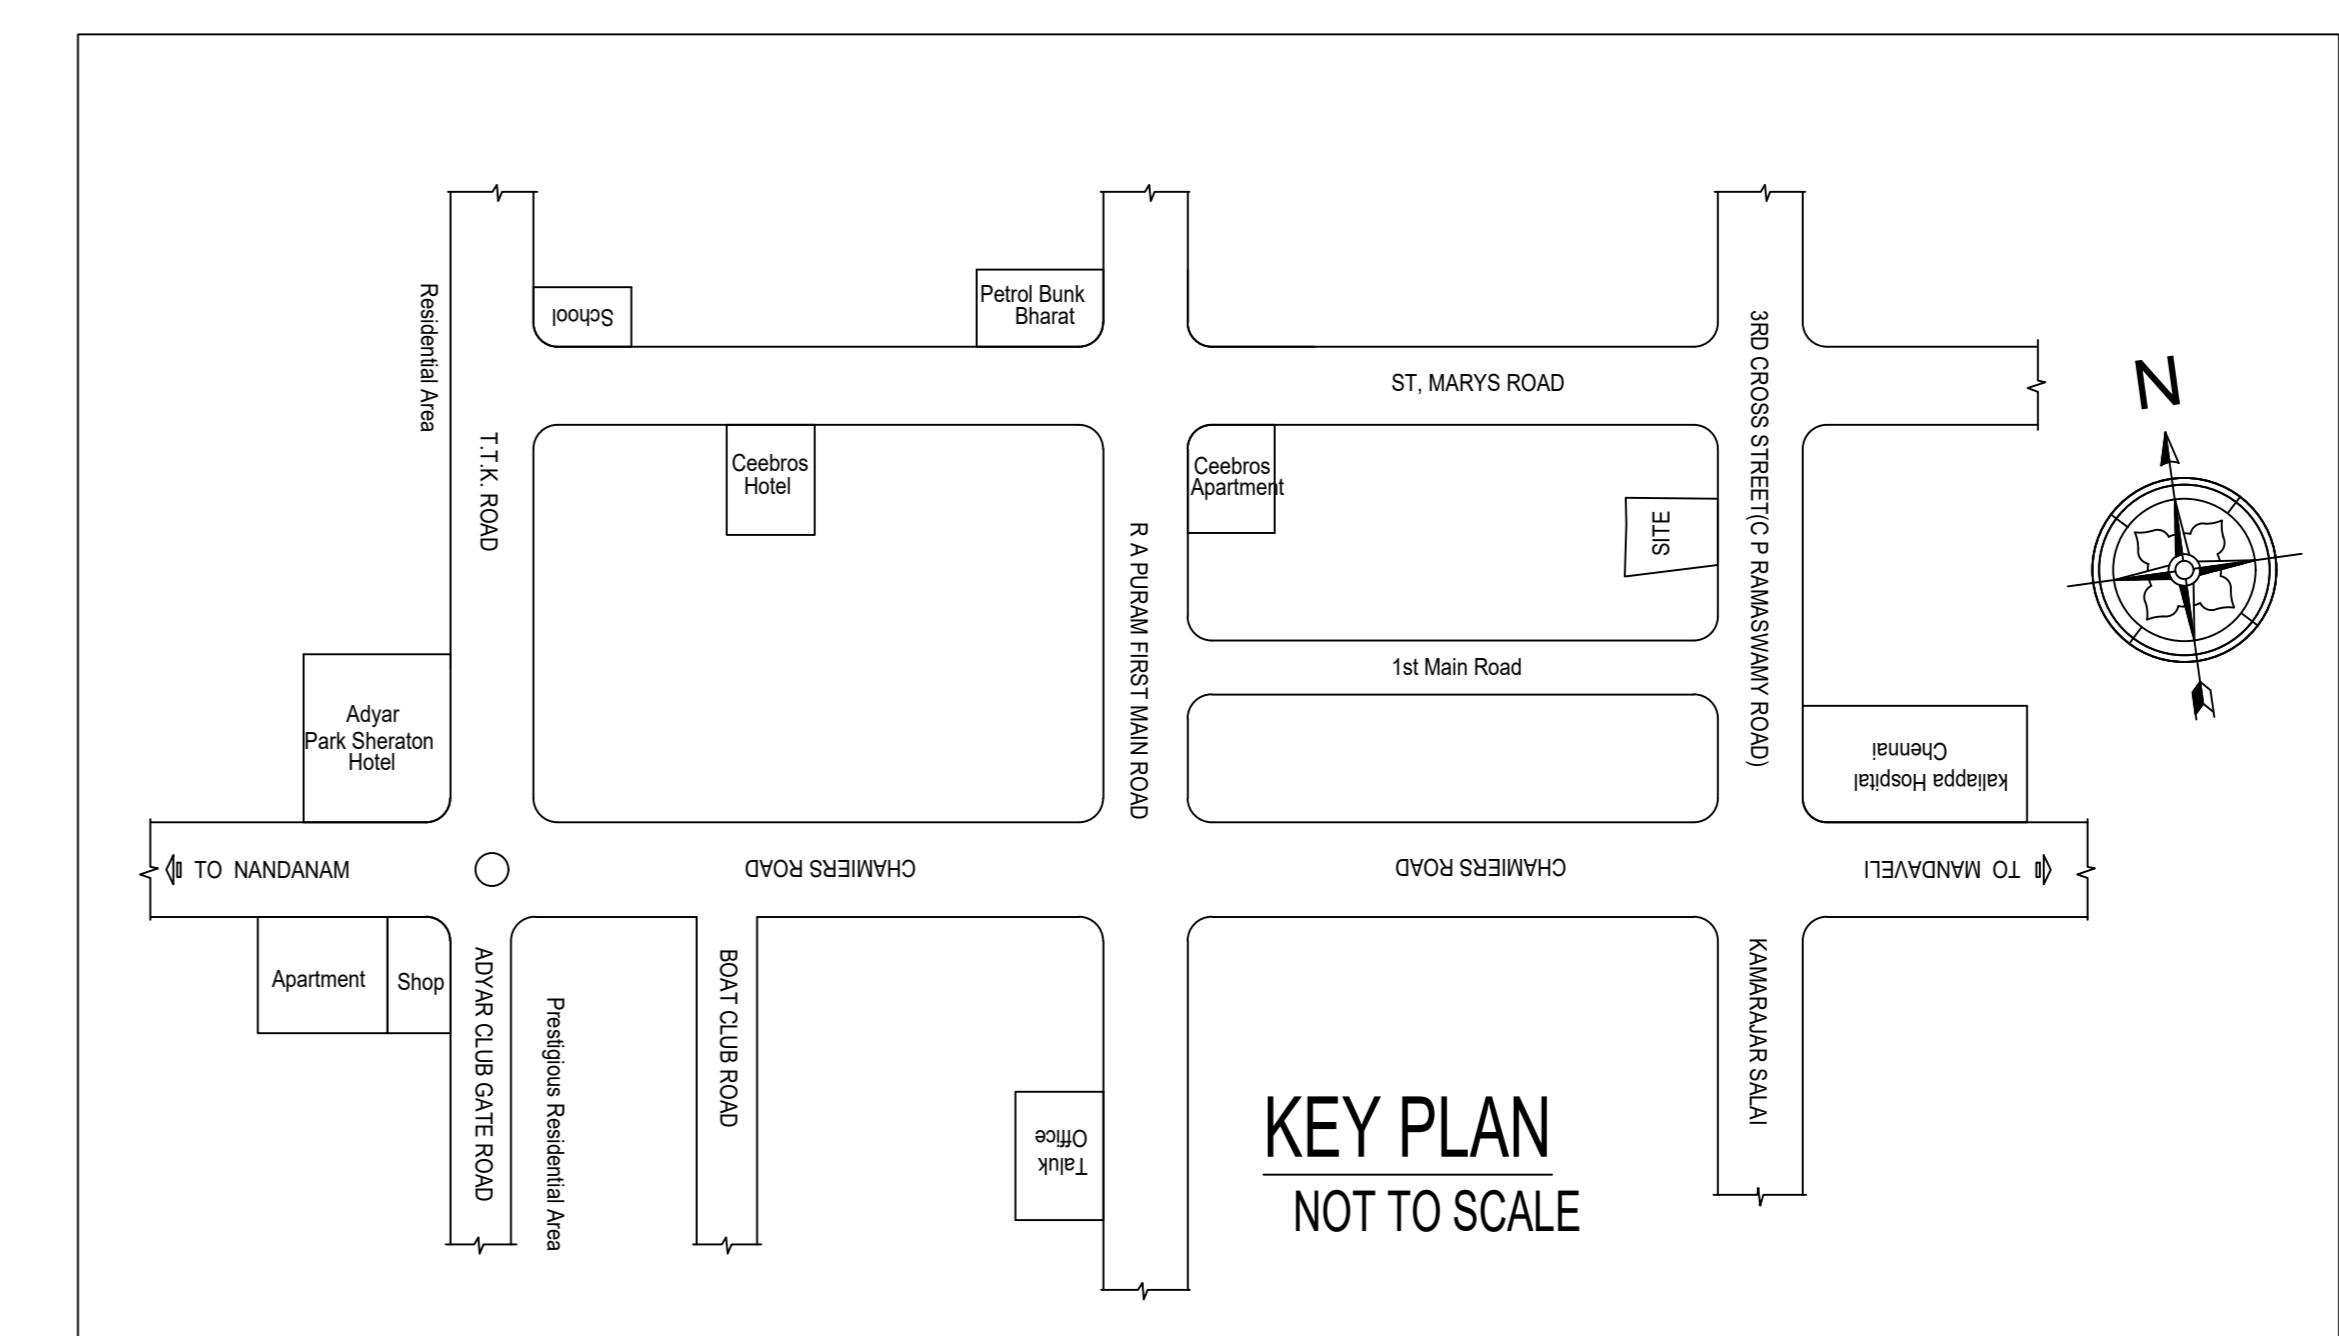 School
Petrol Bunk
Bharat
Residential Area
3RD CROSS STREET(C P RAMASWAMY ROAD)
ST, MARYS ROAD
N
T.T.K. ROAD
Ceebros
Hotel
Ceebros
Apartment
SITE
R A PURAM FIRST MAIN ROAD
1st Main Road
Adyar
Park Sheraton
Hotel
kaliappa Hospital
Chennai
TO NANDANAM
CHAMIERS ROAD
CHAMIERS ROAD
TO MANDAVELI
Apartment
Shop
ADYAR CLUB GATE ROAD
Prestigious Residential Area
BOAT CLUB ROAD
KAMARAJAR SALAI
Taluk
Office
KEY PLAN
NOT TO SCALE